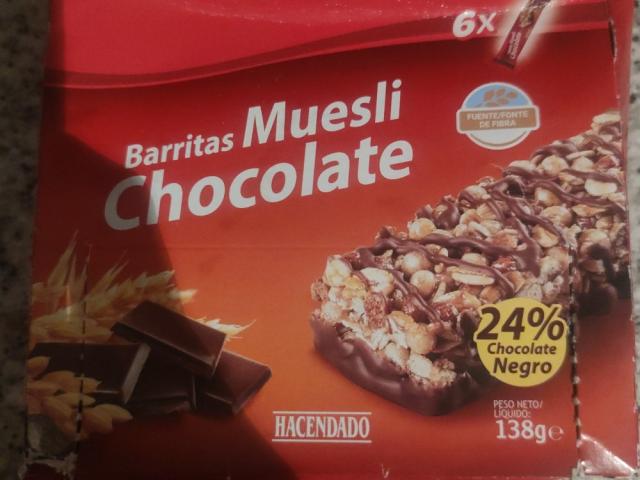 6x
FUENTE/FONTE
DE FIBRA
Barritas Muesli
Chocolate
24%
Chocolate
Negro
HACENDADO
PESO NETO/
LÍQUIDO:
138g℮